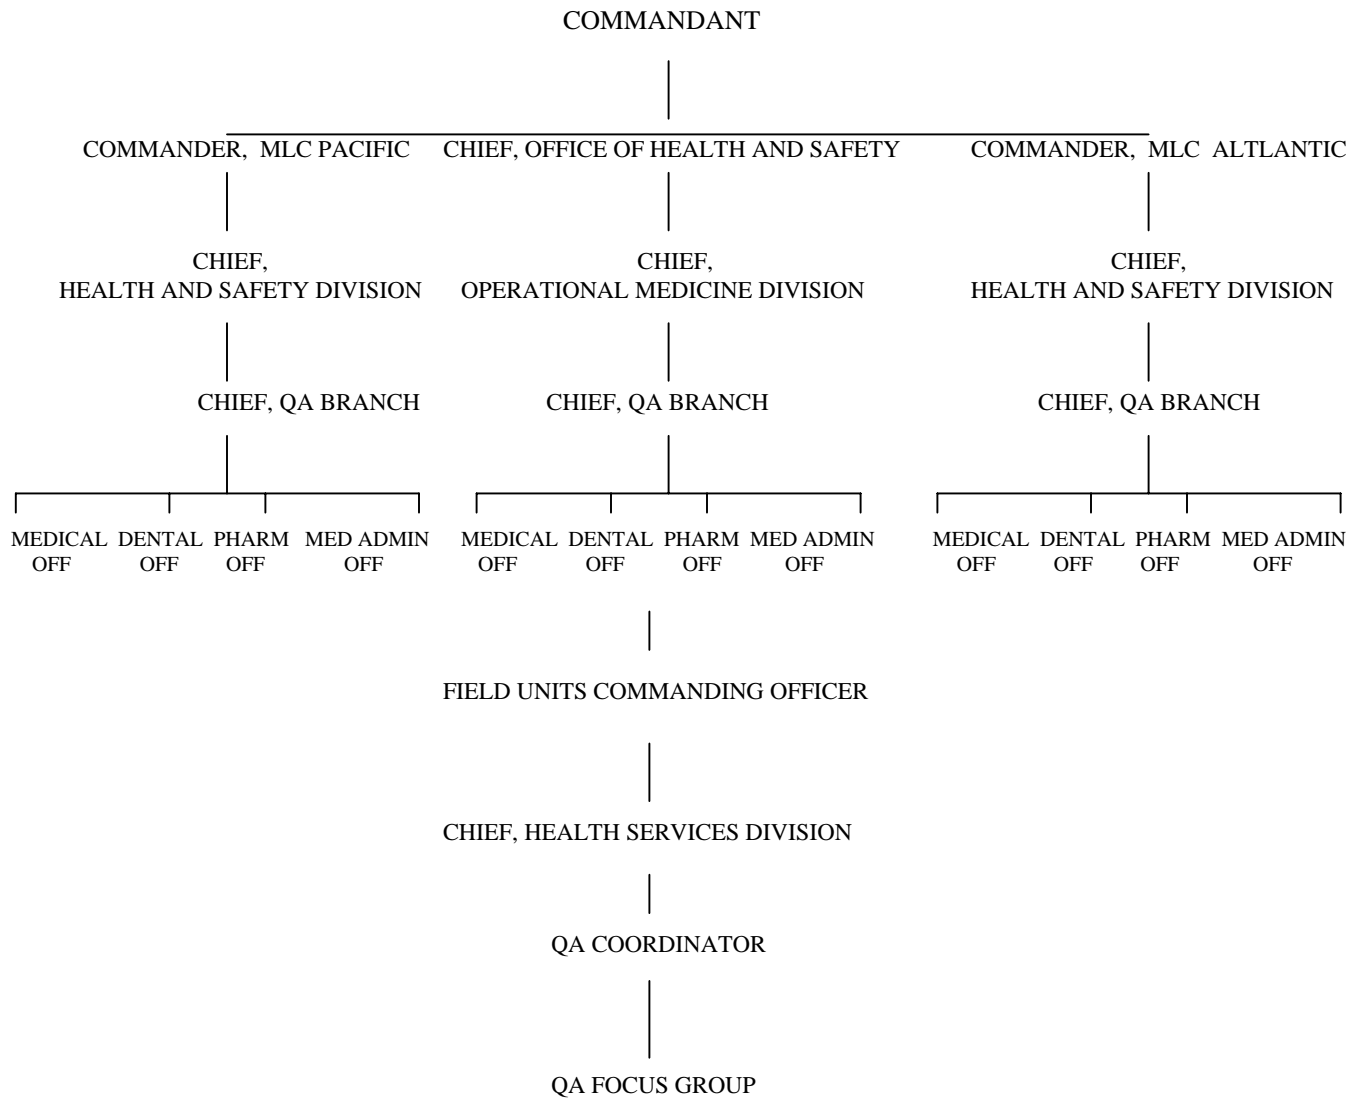 COMMANDANT
COMMANDER, MLC PACIFIC CHIEF, OFFICE OF HEALTH AND SAFETY COMMANDER, MLC ALTLANTIC
CHIEF, CHIEF, CHIEF,
HEALTH AND SAFETY DIVISION OPERATIONAL MEDICINE DIVISION HEALTH AND SAFETY DIVISION
CHIEF, QA BRANCH CHIEF, QA BRANCH CHIEF, QA BRANCH
MEDICAL DENTAL PHARM MED ADMIN MEDICAL DENTAL PHARM MED ADMIN MEDICAL DENTAL PHARM MED ADMIN
OFF OFF OFF OFF OFF OFF OFF OFF OFF OFF OFF OFF
FIELD UNITS COMMANDING OFFICER
CHIEF, HEALTH SERVICES DIVISION
QA COORDINATOR
QA FOCUS GROUP